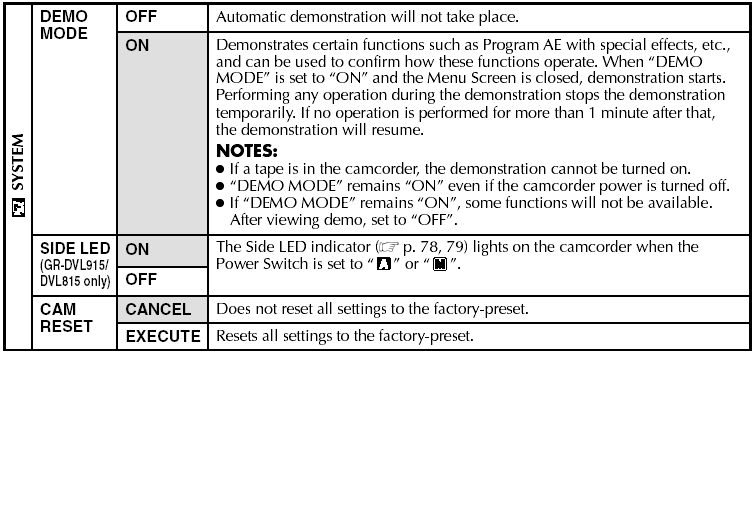 SYSTEM
DEMO MODE
OFF
Automatic demonstration will not take place.
ON
Demonstrates certain functions such as Program AE with special effects, etc.,
and can be used to confirm how these functions operate. When “DEMO
MODE” is set to “ON” and the Menu Screen is closed, demonstration starts.
Performing any operation during the demonstration stops the demonstration
temporarily. If no operation is performed for more than 1 minute after that,
the demonstration will resume.
NOTES:
● If a tape is in the camcorder, the demonstration cannot be turned on.
● “DEMO MODE” remains “ON” even if the camcorder power is turned off.
● If “DEMO MODE” remains “ON”, some functions will not be available.
After viewing demo, set to “OFF”.
SIDE LED
(GR-DVL915/
DVL815 only)
ON
OFF
The Side LED indicator (☞ p. 78, 79) lights on the camcorder when the
Power Switch is set to “ A ” or “ M ”.
CAM
RESET
CANCEL
Does not reset all settings to the factory-preset.
EXECUTE
Resets all settings to the factory-preset.